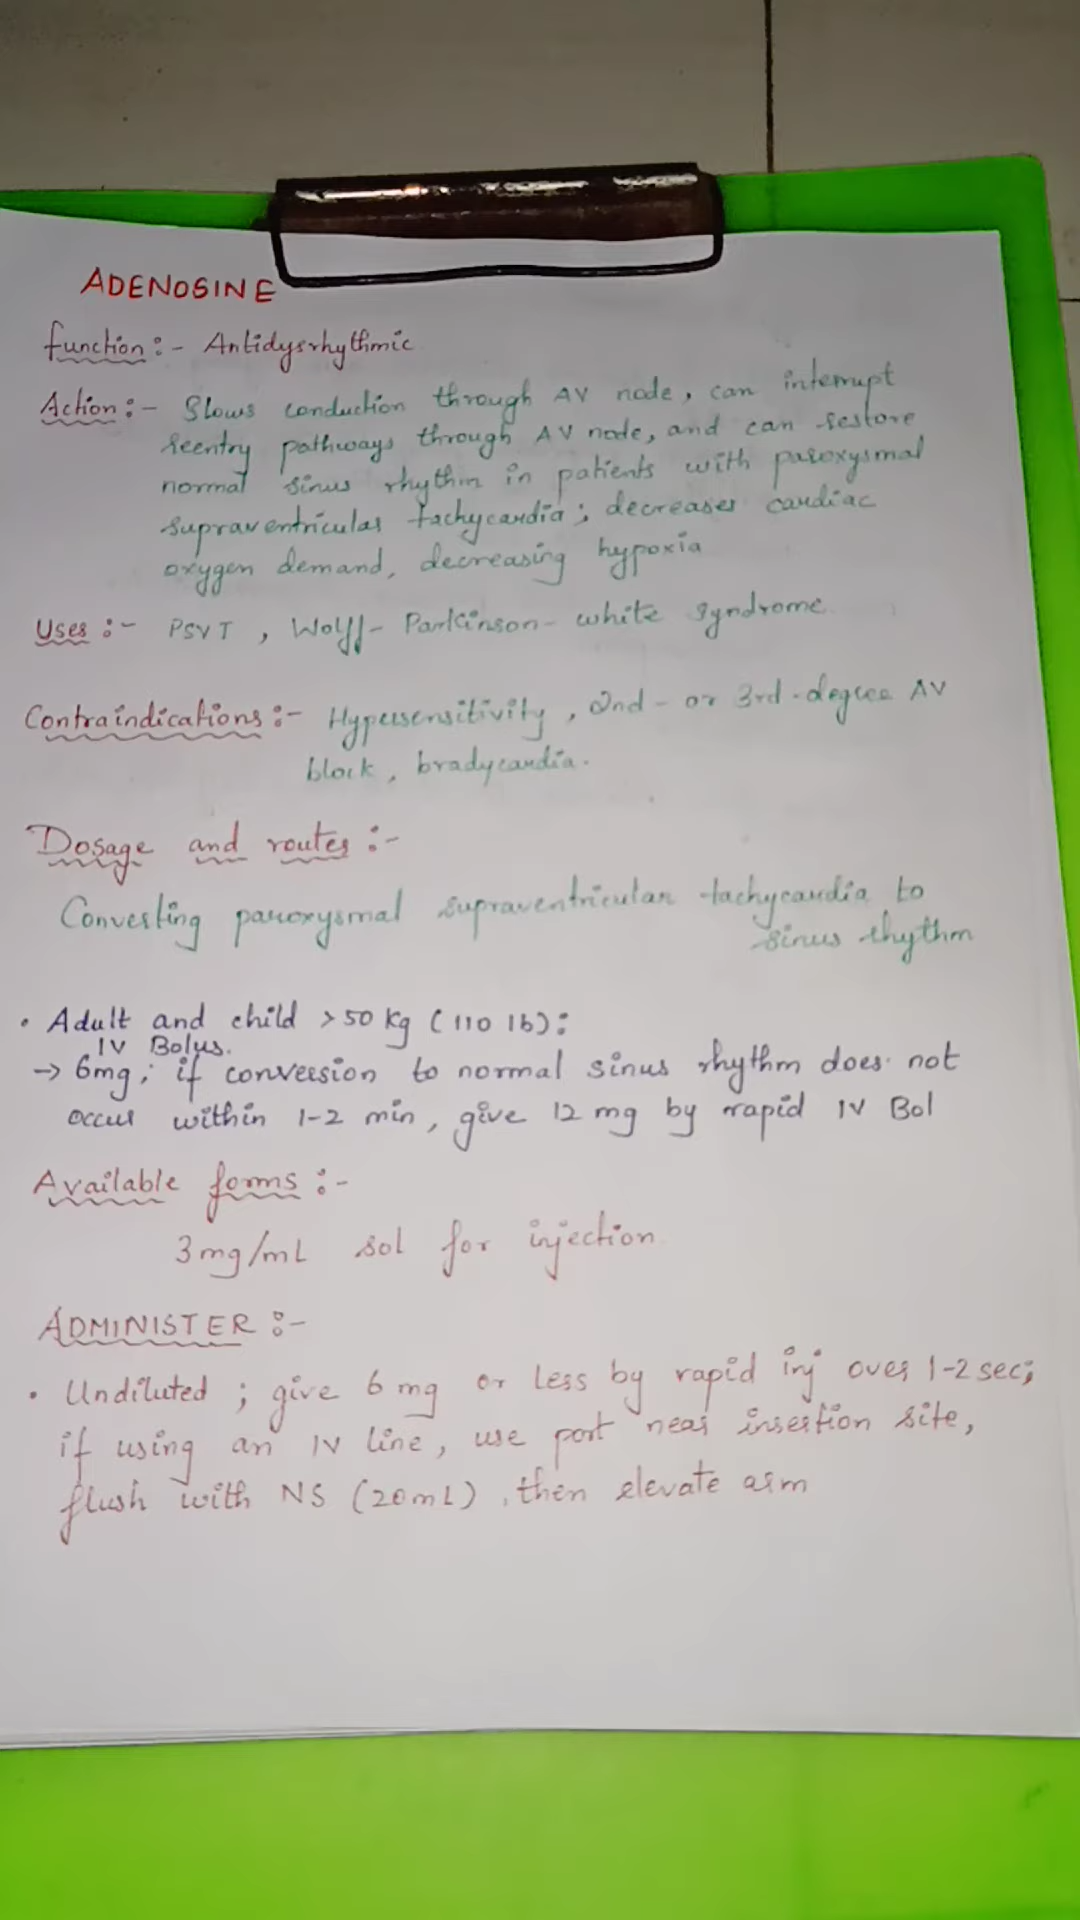 ADENOSINE
function:- Antidysrhythmic
Action:- Slows conduction through AV node, can interrupt
reentry pathways through AV node, and can restore
normal sinus rhythm in patients with paroxysmal
supraventricular tachycardia; decreases cardiac
oxygen demand, decreasing hypoxia
Uses:- PSVT, Wolff-Parkinson-white syndrome
Contraindications:- Hypersensitivity, 2nd- or 3rd-degree AV
block, bradycardia.
Dosage and routes:-
Converting paroxysmal supraventricular tachycardia to
sinus rhythm
• Adult and child >50 kg (110 lb):
IV Bolus.
→ 6mg; if conversion to normal sinus rhythm does not
occur within 1-2 min, give 12 mg by rapid IV Bol
Available forms:-
3mg/mL sol for injection
ADMINISTER:-
• Undiluted; give 6 mg or less by rapid inj over 1-2 sec;
if using an IV line, use port near insertion site,
flush with NS (20mL), then elevate arm